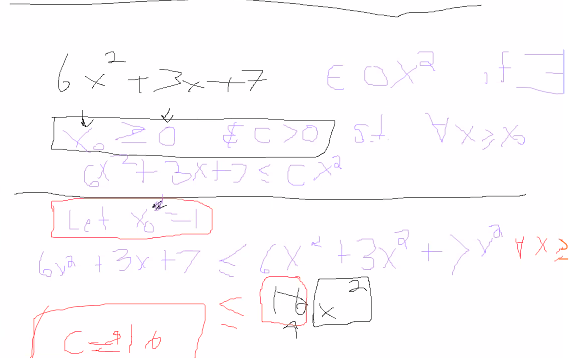 6x² + 3x + 7 ∈ Ox² if ∃
x₀ ≥ 0 & c > 0 s.t ∀x ≥ x₀
6x² + 3x + 7 ≤ Cx²
Let x₀ = 1
6x² + 3x + 7 ≤ 6x² + 3x² + 7x² ∀x ≥
≤ 16 x²